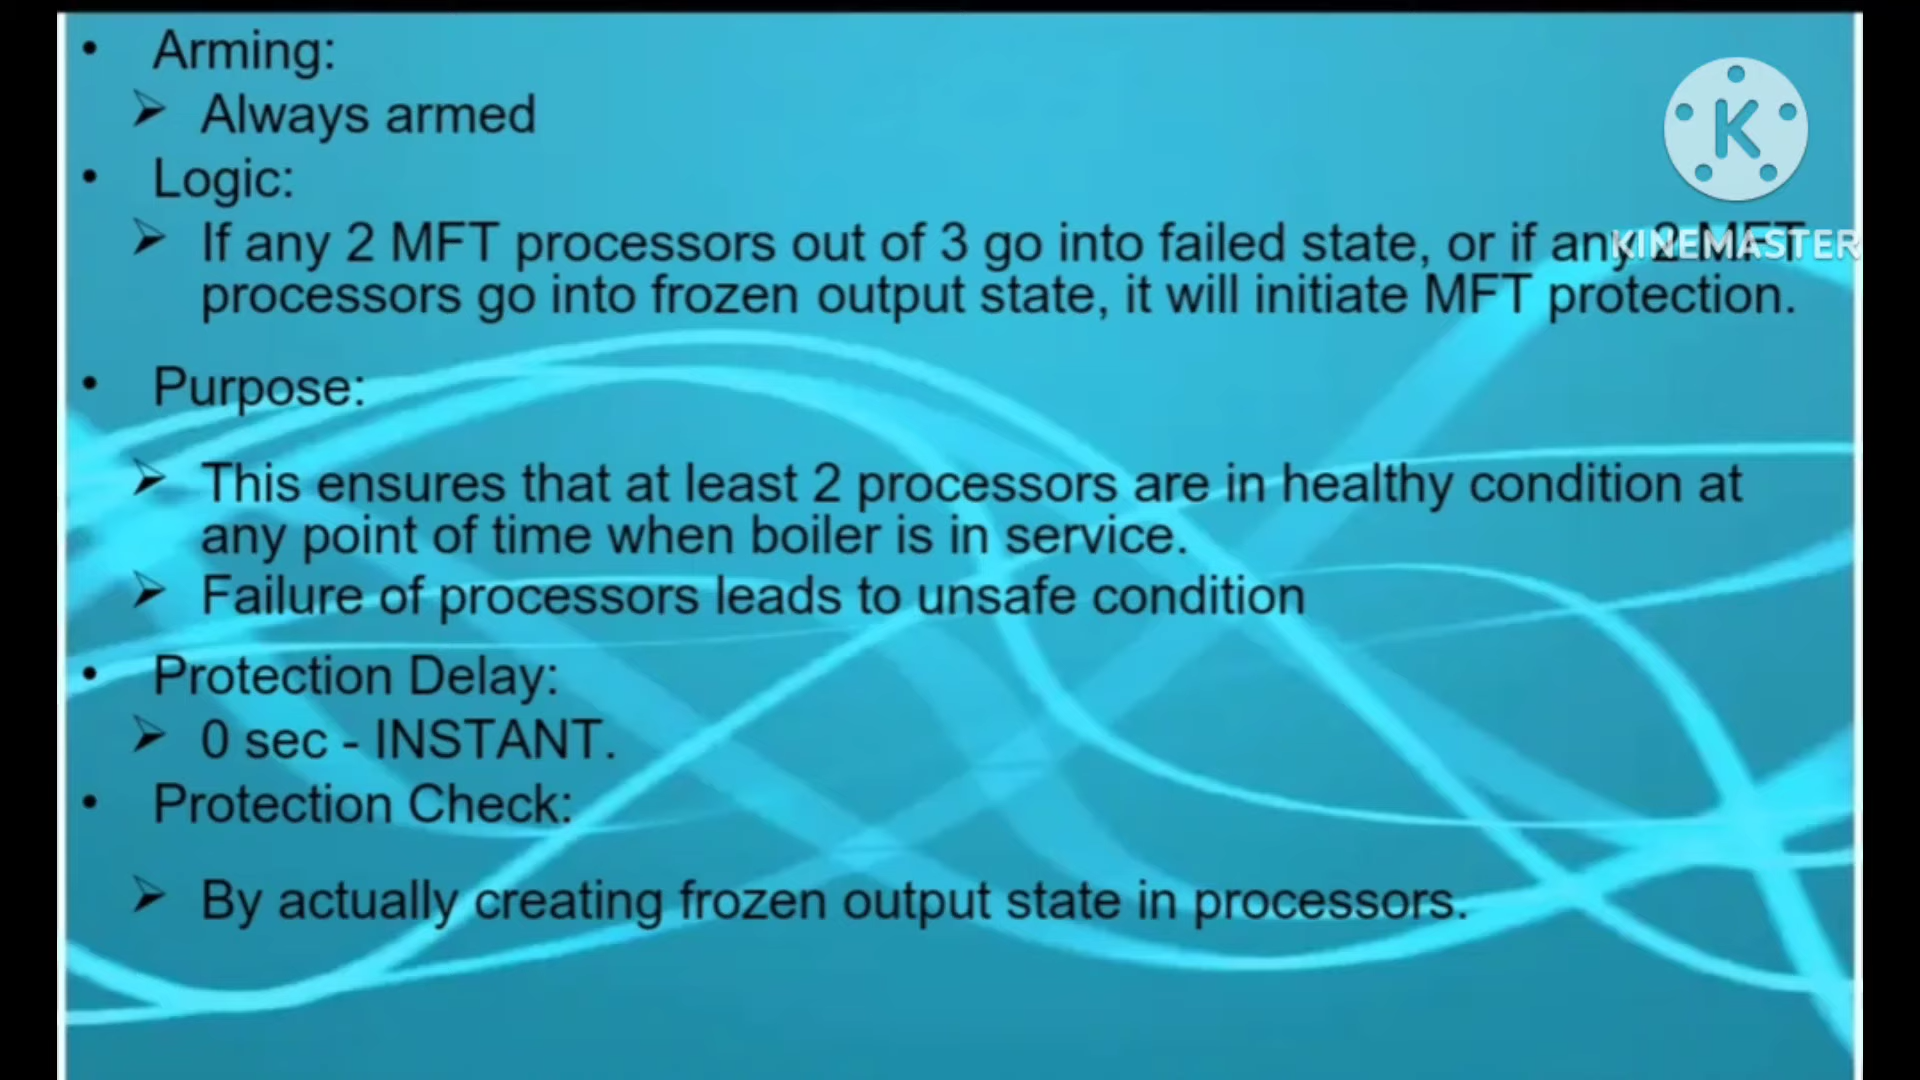 • Arming:
➢ Always armed
• Logic:
➢ If any 2 MFT processors out of 3 go into failed state, or if any 2 MFT
processors go into frozen output state, it will initiate MFT protection.
• Purpose:
➢ This ensures that at least 2 processors are in healthy condition at
any point of time when boiler is in service.
➢ Failure of processors leads to unsafe condition
• Protection Delay:
➢ 0 sec - INSTANT.
• Protection Check:
➢ By actually creating frozen output state in processors.
K
KINEMASTER